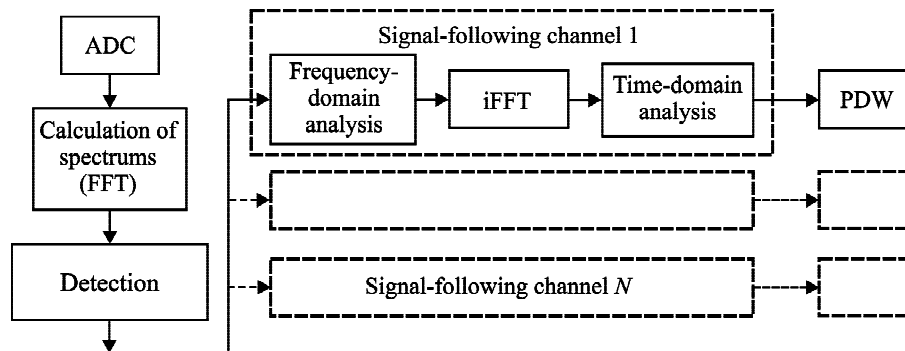 ADC
Calculation of
spectrums
(FFT)
Detection
Signal-following channel 1
Frequency-
domain
analysis
iFFT
Time-domain
analysis
PDW
Signal-following channel N